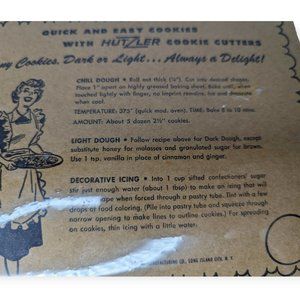 QUICK AND EASY COOKIES
WITH HUTZLER COOKIE CUTTERS
ny Cookies, Dark or Light... Always a Delight!
CHILL DOUGH • Roll out thick (¼"). Cut into desired shapes.
Place 1" apart on highly greased baking sheet. Bake until, when
touched lightly with finger, no imprint remains. Ice and decorate
when cool.
TEMPERATURE: 375° (quick mod. oven). TIME: Bake 8 to 10 mins.
AMOUNT: About 5 dozen 2½" cookies.
LIGHT DOUGH • Follow recipe above for Dark Dough, except
substitute honey for molasses and granulated sugar for brown.
Use 1 tsp. vanilla in place of cinnamon and ginger.
DECORATIVE ICING • Into 1 cup sifted confectioners' sugar
stir just enough water (about 1 tbsp) to make an icing that will
ape when forced through a pastry tube. Tint with a few
drops of food coloring. (Pile into pastry tube and squeeze through
narrow opening to make lines to outline cookies.) For spreading
on cookies, thin icing with a little water.
FACTURING CO., LONG ISLAND CITY, N. Y.